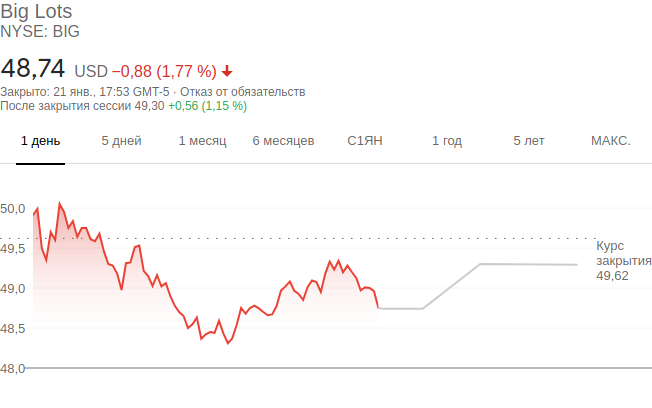 Big Lots
NYSE: BIG
48,74 USD −0,88 (1,77 %)
Закрыто: 21 янв., 17:53 GMT-5 · Отказ от обязательств
После закрытия сессии 49,30 +0,56 (1,15 %)
1 день 5 дней 1 месяц 6 месяцев С1ЯН 1 год 5 лет МАКС.
50,0
49,5
Курс
закрытия
49,62
49,0
48,5
48,0